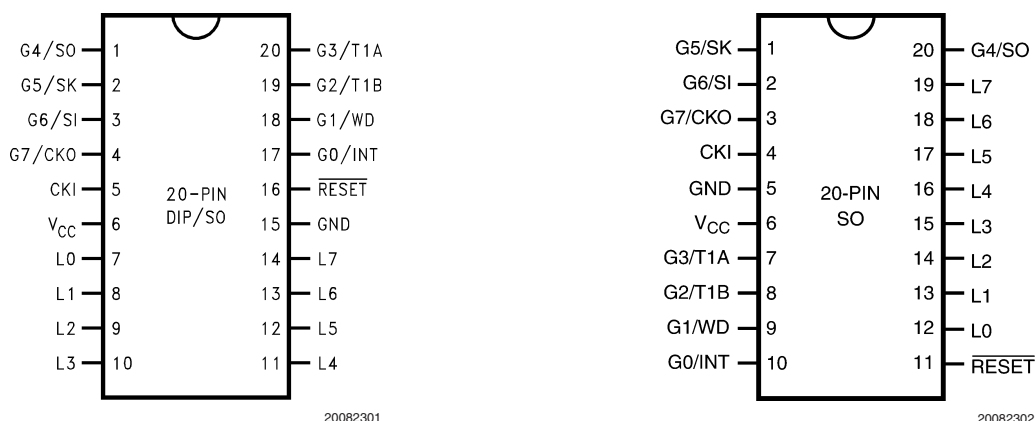 G4/SO 1 20 G3/T1A
G5/SK 2 19 G2/T1B
G6/SI 3 18 G1/WD
G7/CKO 4 17 G0/INT
CKI 5 16 RESET
20-PIN
DIP/SO
VCC 6 15 GND
L0 7 14 L7
L1 8 13 L6
L2 9 12 L5
L3 10 11 L4
20082301
G5/SK 1 20 G4/SO
G6/SI 2 19 L7
G7/CKO 3 18 L6
CKI 4 17 L5
GND 5 16 L4
20-PIN
SO
VCC 6 15 L3
G3/T1A 7 14 L2
G2/T1B 8 13 L1
G1/WD 9 12 L0
G0/INT 10 11 RESET
20082302